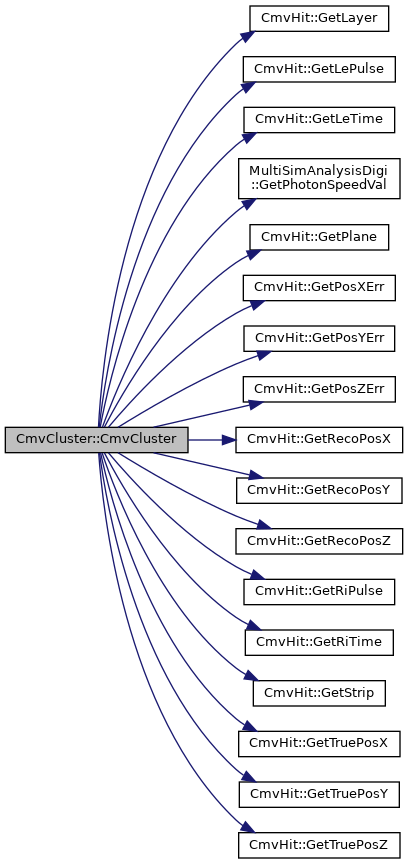 CmvHit::GetLayer
CmvHit::GetLePulse
CmvHit::GetLeTime
MultiSimAnalysisDigi
::GetPhotonSpeedVal
CmvHit::GetPlane
CmvHit::GetPosXErr
CmvHit::GetPosYErr
CmvHit::GetPosZErr
CmvCluster::CmvCluster
CmvHit::GetRecoPosX
CmvHit::GetRecoPosY
CmvHit::GetRecoPosZ
CmvHit::GetRiPulse
CmvHit::GetRiTime
CmvHit::GetStrip
CmvHit::GetTruePosX
CmvHit::GetTruePosY
CmvHit::GetTruePosZ